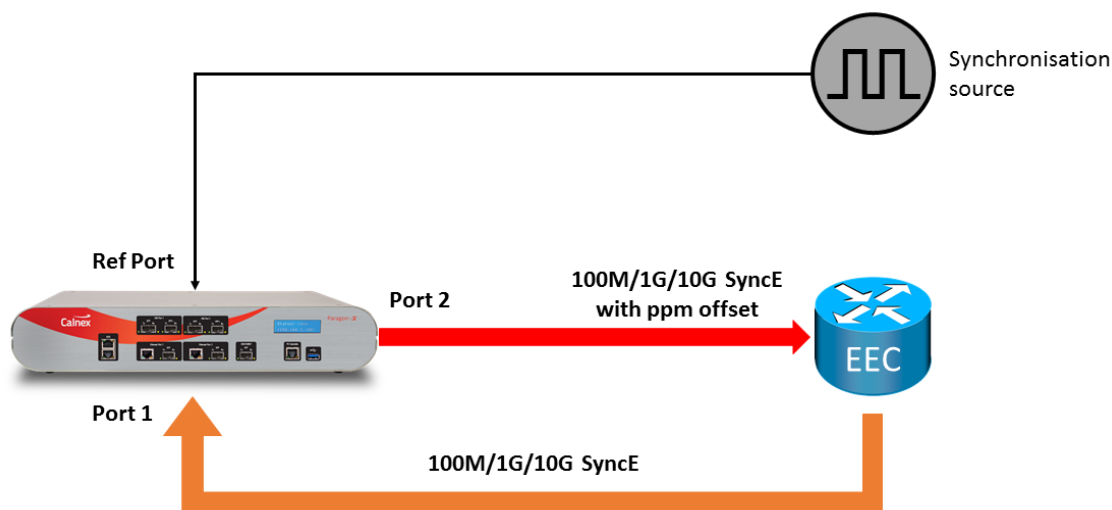 Synchronisation
source
Ref Port
100M/1G/10G SyncE
with ppm offset
Port 2
Calnex
EEC
Port 1
100M/1G/10G SyncE